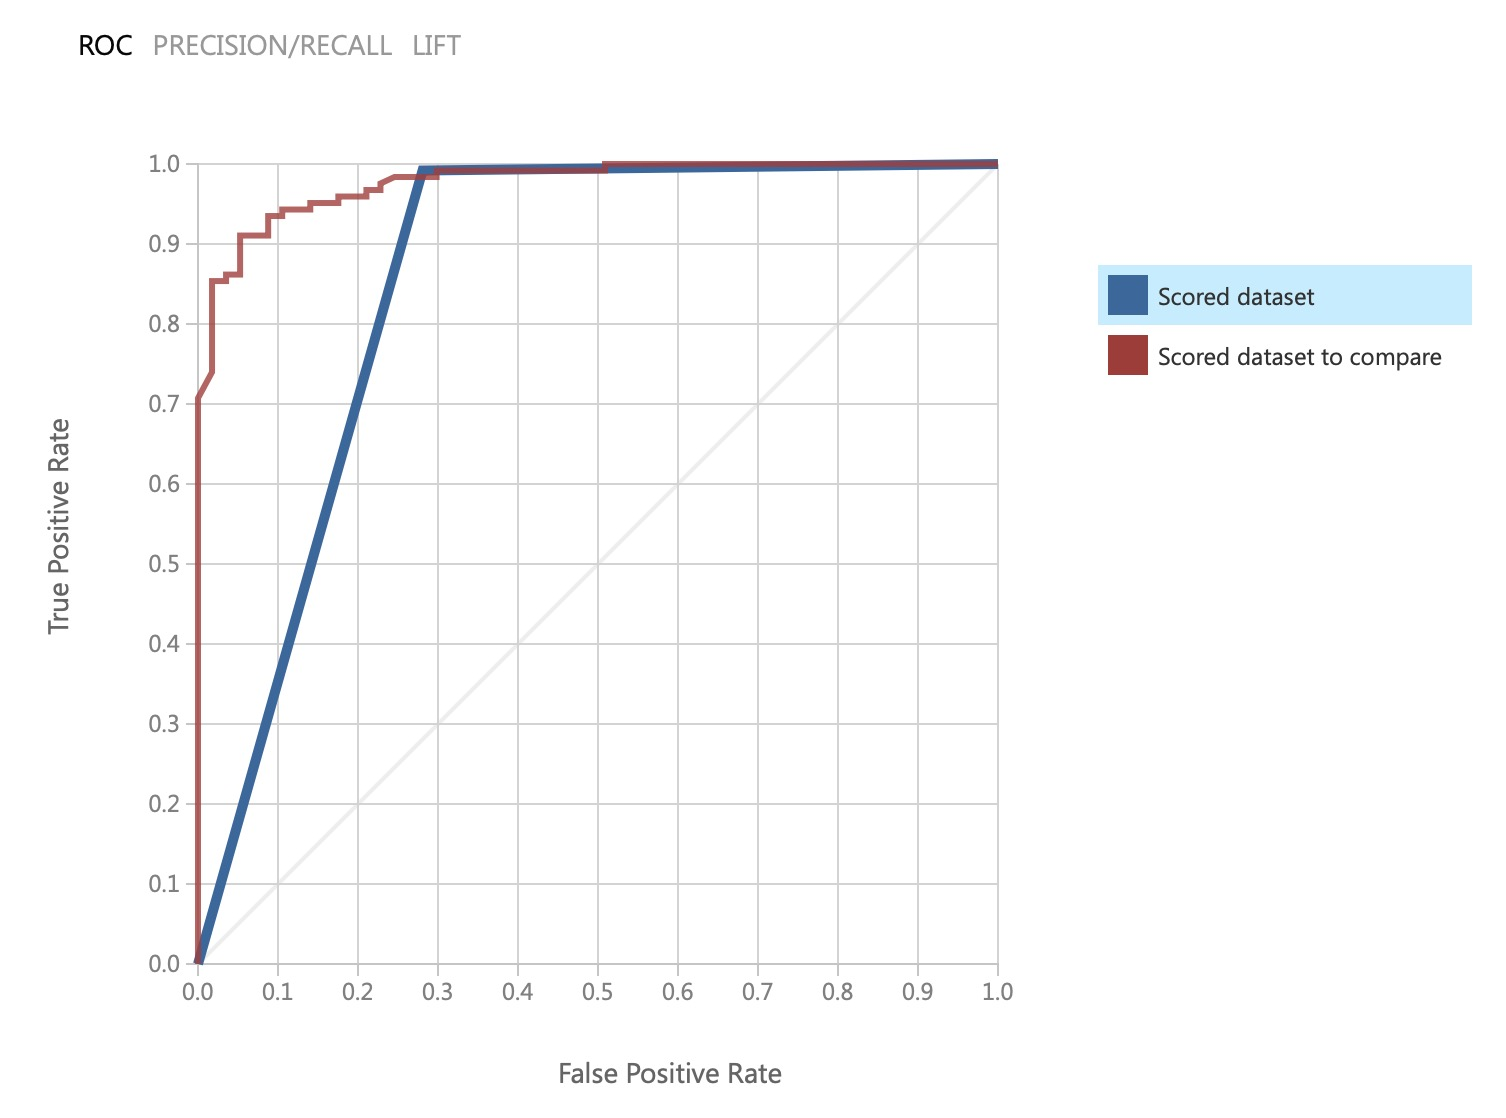 ROC PRECISION/RECALL LIFT
1.0
0.9
0.8
0.7
0.6
0.5
0.4
0.3
0.2
0.1
0.0
True Positive Rate
0.0 0.1 0.2 0.3 0.4 0.5 0.6 0.7 0.8 0.9 1.0
False Positive Rate
Scored dataset
Scored dataset to compare